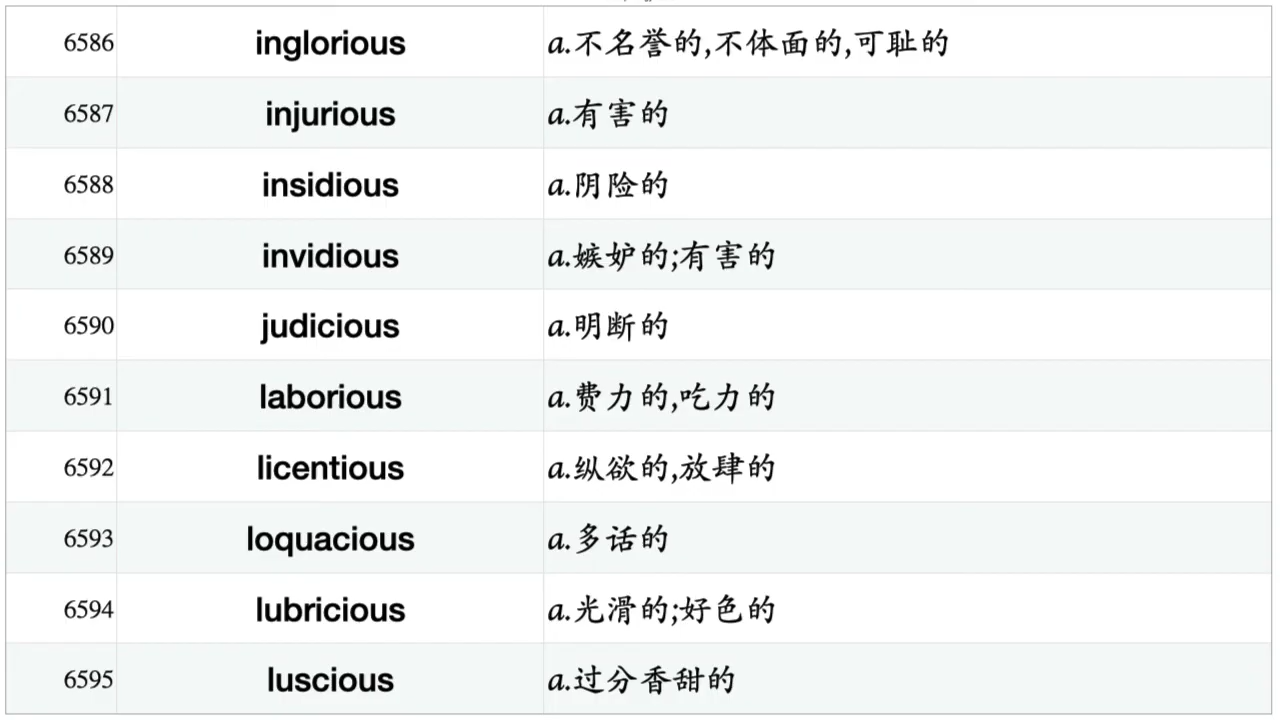 6586 inglorious a.不名誉的,不体面的,可耻的
6587 injurious a.有害的
6588 insidious a.阴险的
6589 invidious a.嫉妒的;有害的
6590 judicious a.明断的
6591 laborious a.费力的,吃力的
6592 licentious a.纵欲的,放肆的
6593 loquacious a.多话的
6594 lubricious a.光滑的;好色的
6595 luscious a.过分香甜的